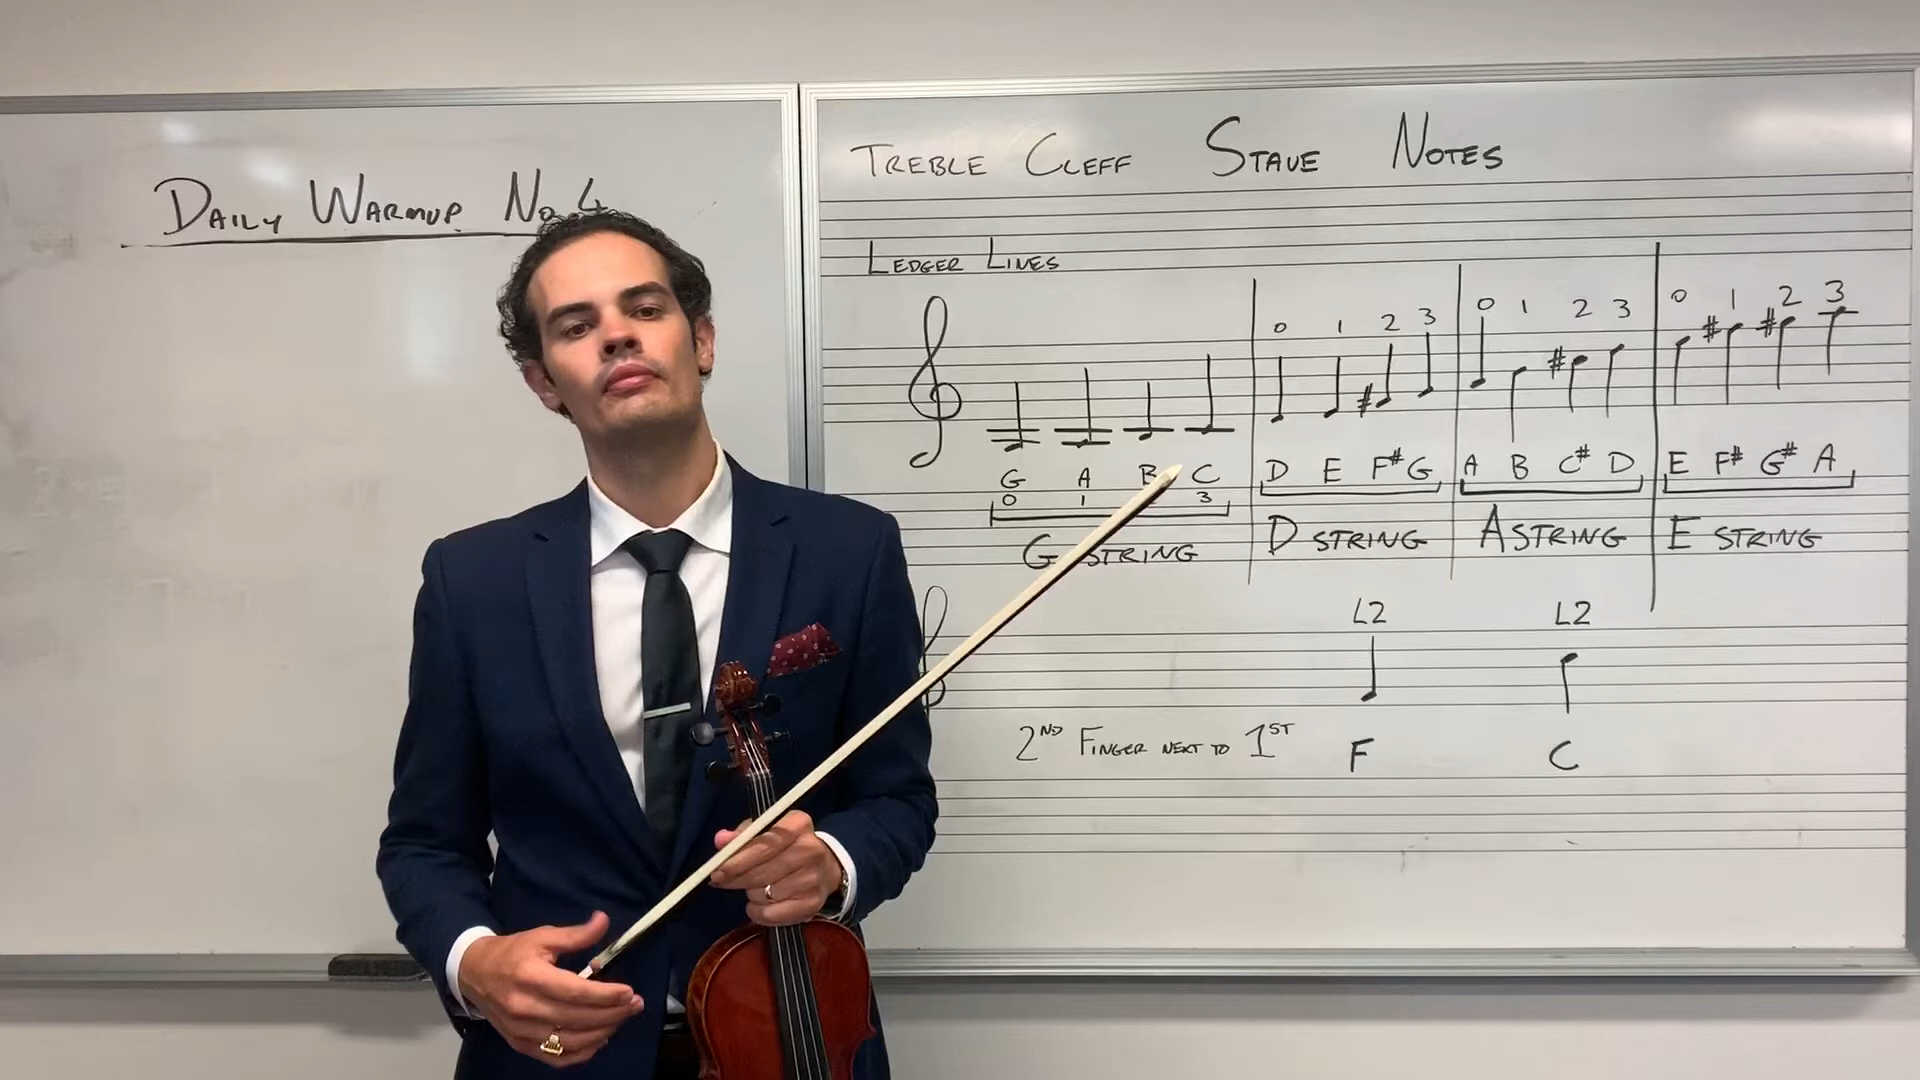 DAILY WARMUP No.4
TREBLE CLEFF STAVE NOTES
LEDGER LINES
0 1 2 3 0 1 2 3 0 1 2 3
# # # #
G A B C D E F# G A B C# D E F# G# A
0 1 3
G STRING D STRING A STRING E STRING
L2 L2
2ND FINGER NEXT TO 1ST F C